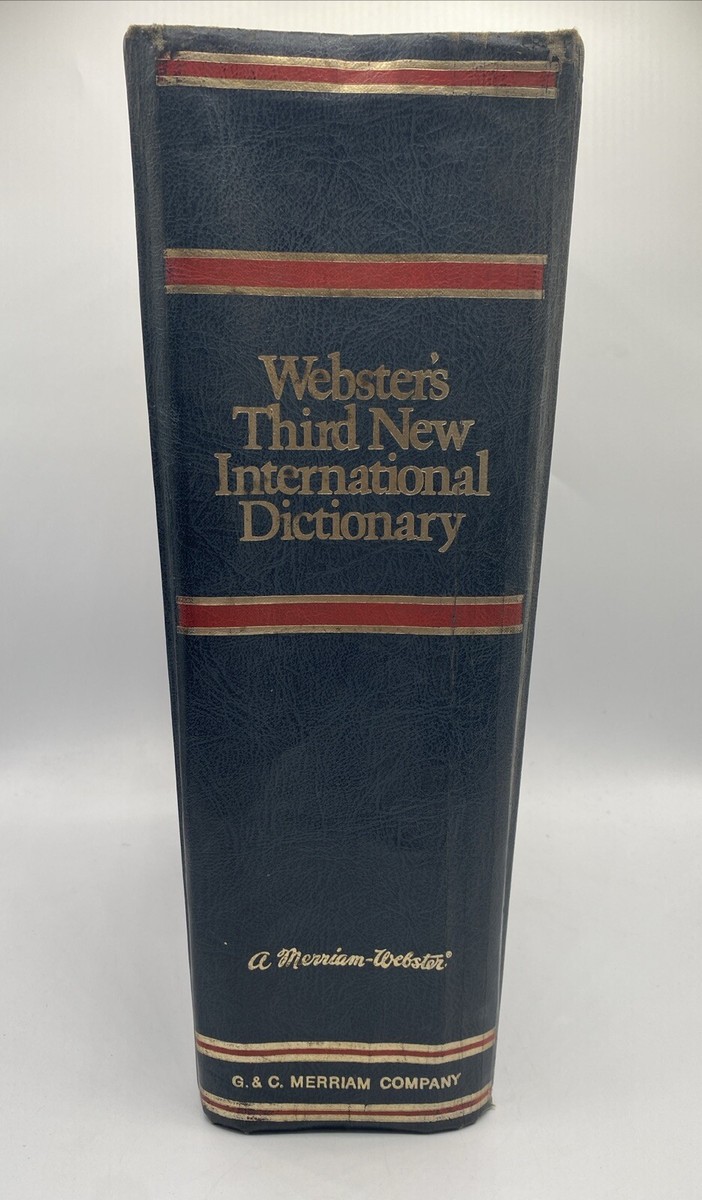 Webster's
Third New
International
Dictionary
A Merriam-Webster®
G. & C. MERRIAM COMPANY